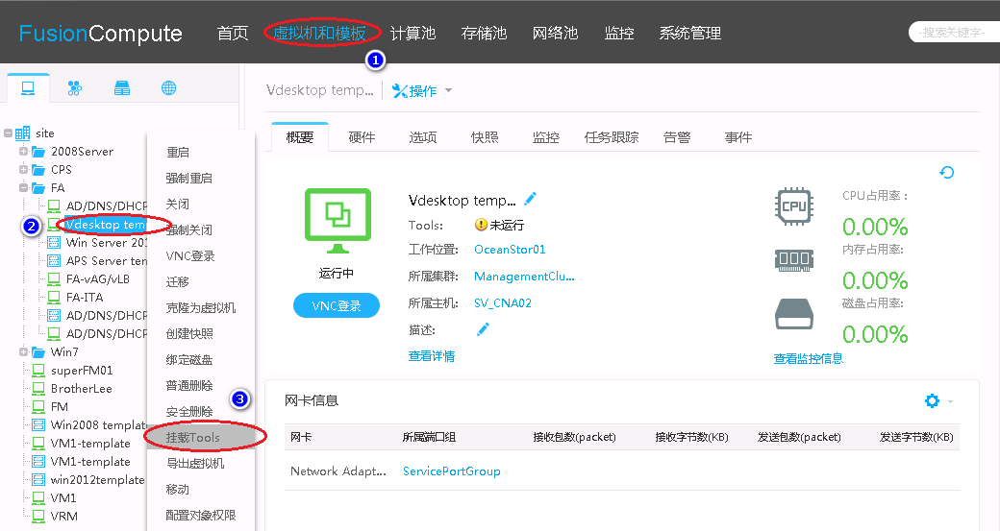 FusionCompute 首页 虚拟机和模板 计算池 存储池 网络池 监控 系统管理 -搜索关键字-
1
Vdesktop temp... 操作
site
2008Server
CPS
FA
AD/DNS/DHCP
2
Vdesktop temp
Win Server 201
APS Server tem
FA-vAG/vLB
FA-ITA
AD/DNS/DHCP
AD/DNS/DHCP
Win7
superFM01
BrotherLee
FM
Win2008 template
VM1-template
VM1-template
win2012template
VM1
VRM
重启
强制重启
关闭
强制关闭
VNC登录
迁移
克隆为虚拟机
创建快照
绑定磁盘
普通删除
3
安全删除
挂载Tools
导出虚拟机
移动
配置对象权限
概要 硬件 选项 快照 监控 任务跟踪 告警 事件
运行中
VNC登录
Vdesktop temp...
Tools: 未运行
工作位置: OceanStor01
所属集群: ManagementClu...
所属主机: SV_CNA02
描述:
查看详情
CPU
CPU占用率:
0.00%
内存占用率:
0.00%
磁盘占用率:
0.00%
查看监控信息
网卡信息
网卡 所属端口组 接收包数(packet) 接收字节数(KB) 发送包数(packet) 发送字节数(KB)
Network Adapt... ServicePortGroup